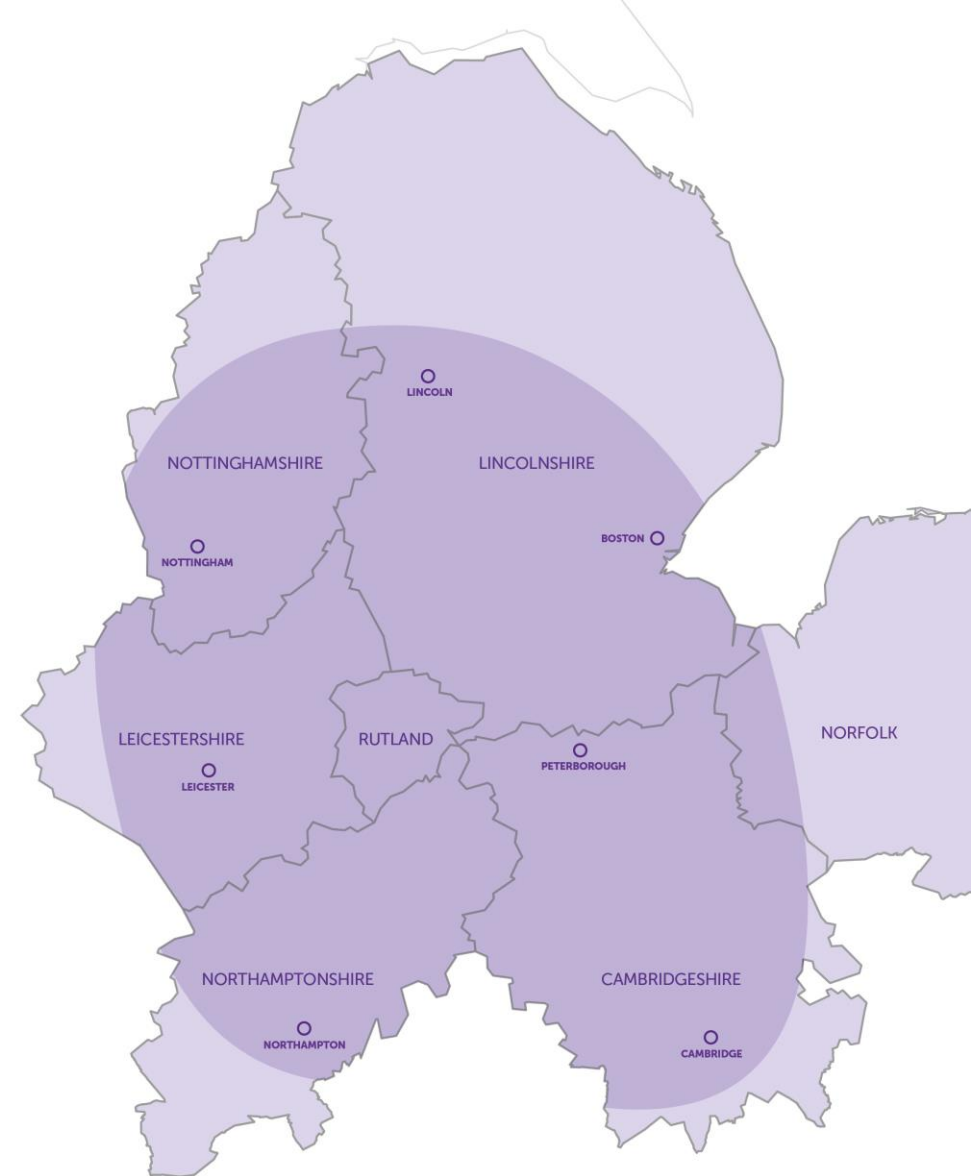 LINCOLN
NOTTINGHAMSHIRE
LINCOLNSHIRE
BOSTON
NOTTINGHAM
NORFOLK
LEICESTERSHIRE
RUTLAND
PETERBOROUGH
LEICESTER
NORTHAMPTONSHIRE
CAMBRIDGESHIRE
NORTHAMPTON
CAMBRIDGE